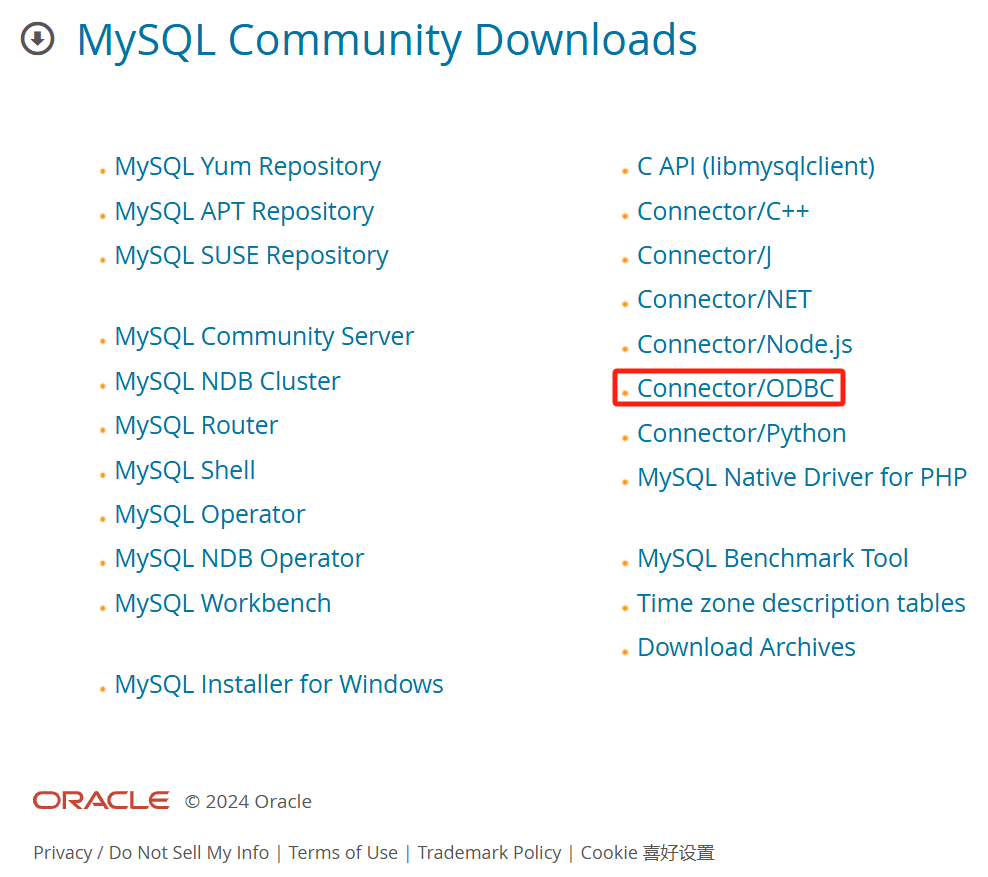 MySQL Community Downloads
MySQL Yum Repository
MySQL APT Repository
MySQL SUSE Repository
MySQL Community Server
MySQL NDB Cluster
MySQL Router
MySQL Shell
MySQL Operator
MySQL NDB Operator
MySQL Workbench
MySQL Installer for Windows
C API (libmysqlclient)
Connector/C++
Connector/J
Connector/NET
Connector/Node.js
Connector/ODBC
Connector/Python
MySQL Native Driver for PHP
MySQL Benchmark Tool
Time zone description tables
Download Archives
ORACLE © 2024 Oracle
Privacy / Do Not Sell My Info | Terms of Use | Trademark Policy | Cookie 喜好设置